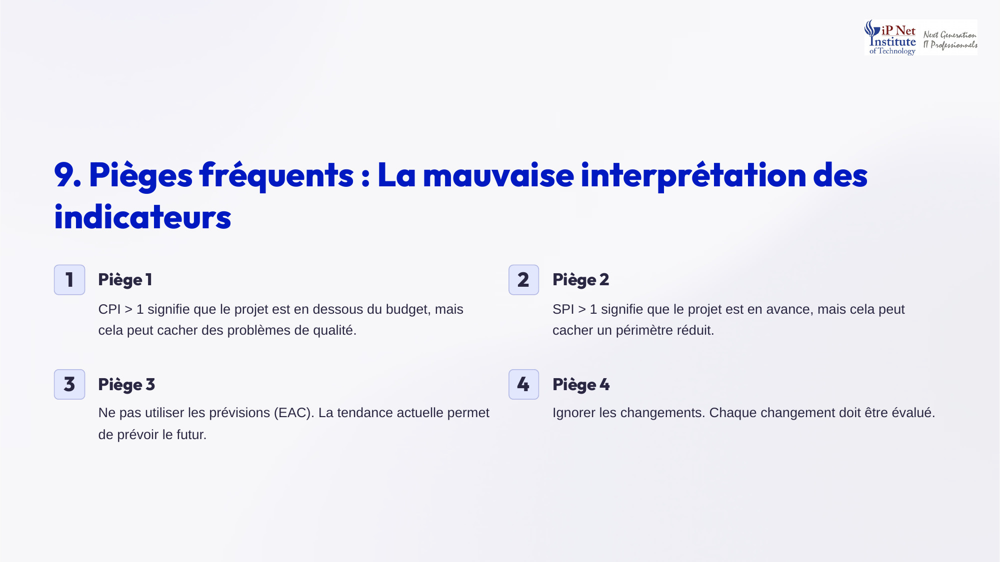 iP Net
Institute
of Technology
Next Generation
IT Professionnels
9. Pièges fréquents : La mauvaise interprétation des
indicateurs
1
Piège 1
CPI > 1 signifie que le projet est en dessous du budget, mais
cela peut cacher des problèmes de qualité.
2
Piège 2
SPI > 1 signifie que le projet est en avance, mais cela peut
cacher un périmètre réduit.
3
Piège 3
Ne pas utiliser les prévisions (EAC). La tendance actuelle permet
de prévoir le futur.
4
Piège 4
Ignorer les changements. Chaque changement doit être évalué.